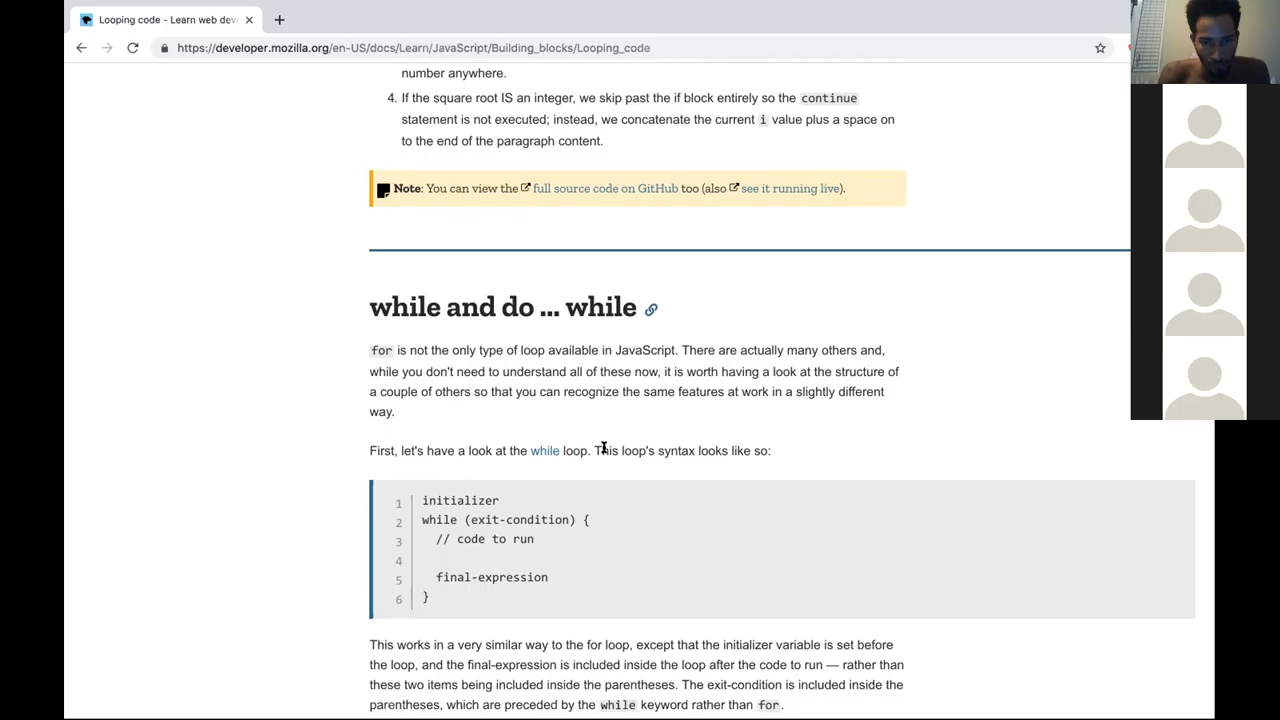 Looping code - Learn web dev
https://developer.mozilla.org/en-US/docs/Learn/JavaScript/Building_blocks/Looping_code
number anywhere.
4. If the square root IS an integer, we skip past the if block entirely so the continue
statement is not executed; instead, we concatenate the current i value plus a space on
to the end of the paragraph content.
Note: You can view the full source code on GitHub too (also see it running live).
while and do ... while
for is not the only type of loop available in JavaScript. There are actually many others and,
while you don't need to understand all of these now, it is worth having a look at the structure of
a couple of others so that you can recognize the same features at work in a slightly different
way.
First, let's have a look at the while loop. This loop's syntax looks like so:
1 initializer
2 while (exit-condition) {
3 // code to run
4
5 final-expression
6 }
This works in a very similar way to the for loop, except that the initializer variable is set before
the loop, and the final-expression is included inside the loop after the code to run — rather than
these two items being included inside the parentheses. The exit-condition is included inside the
parentheses, which are preceded by the while keyword rather than for.